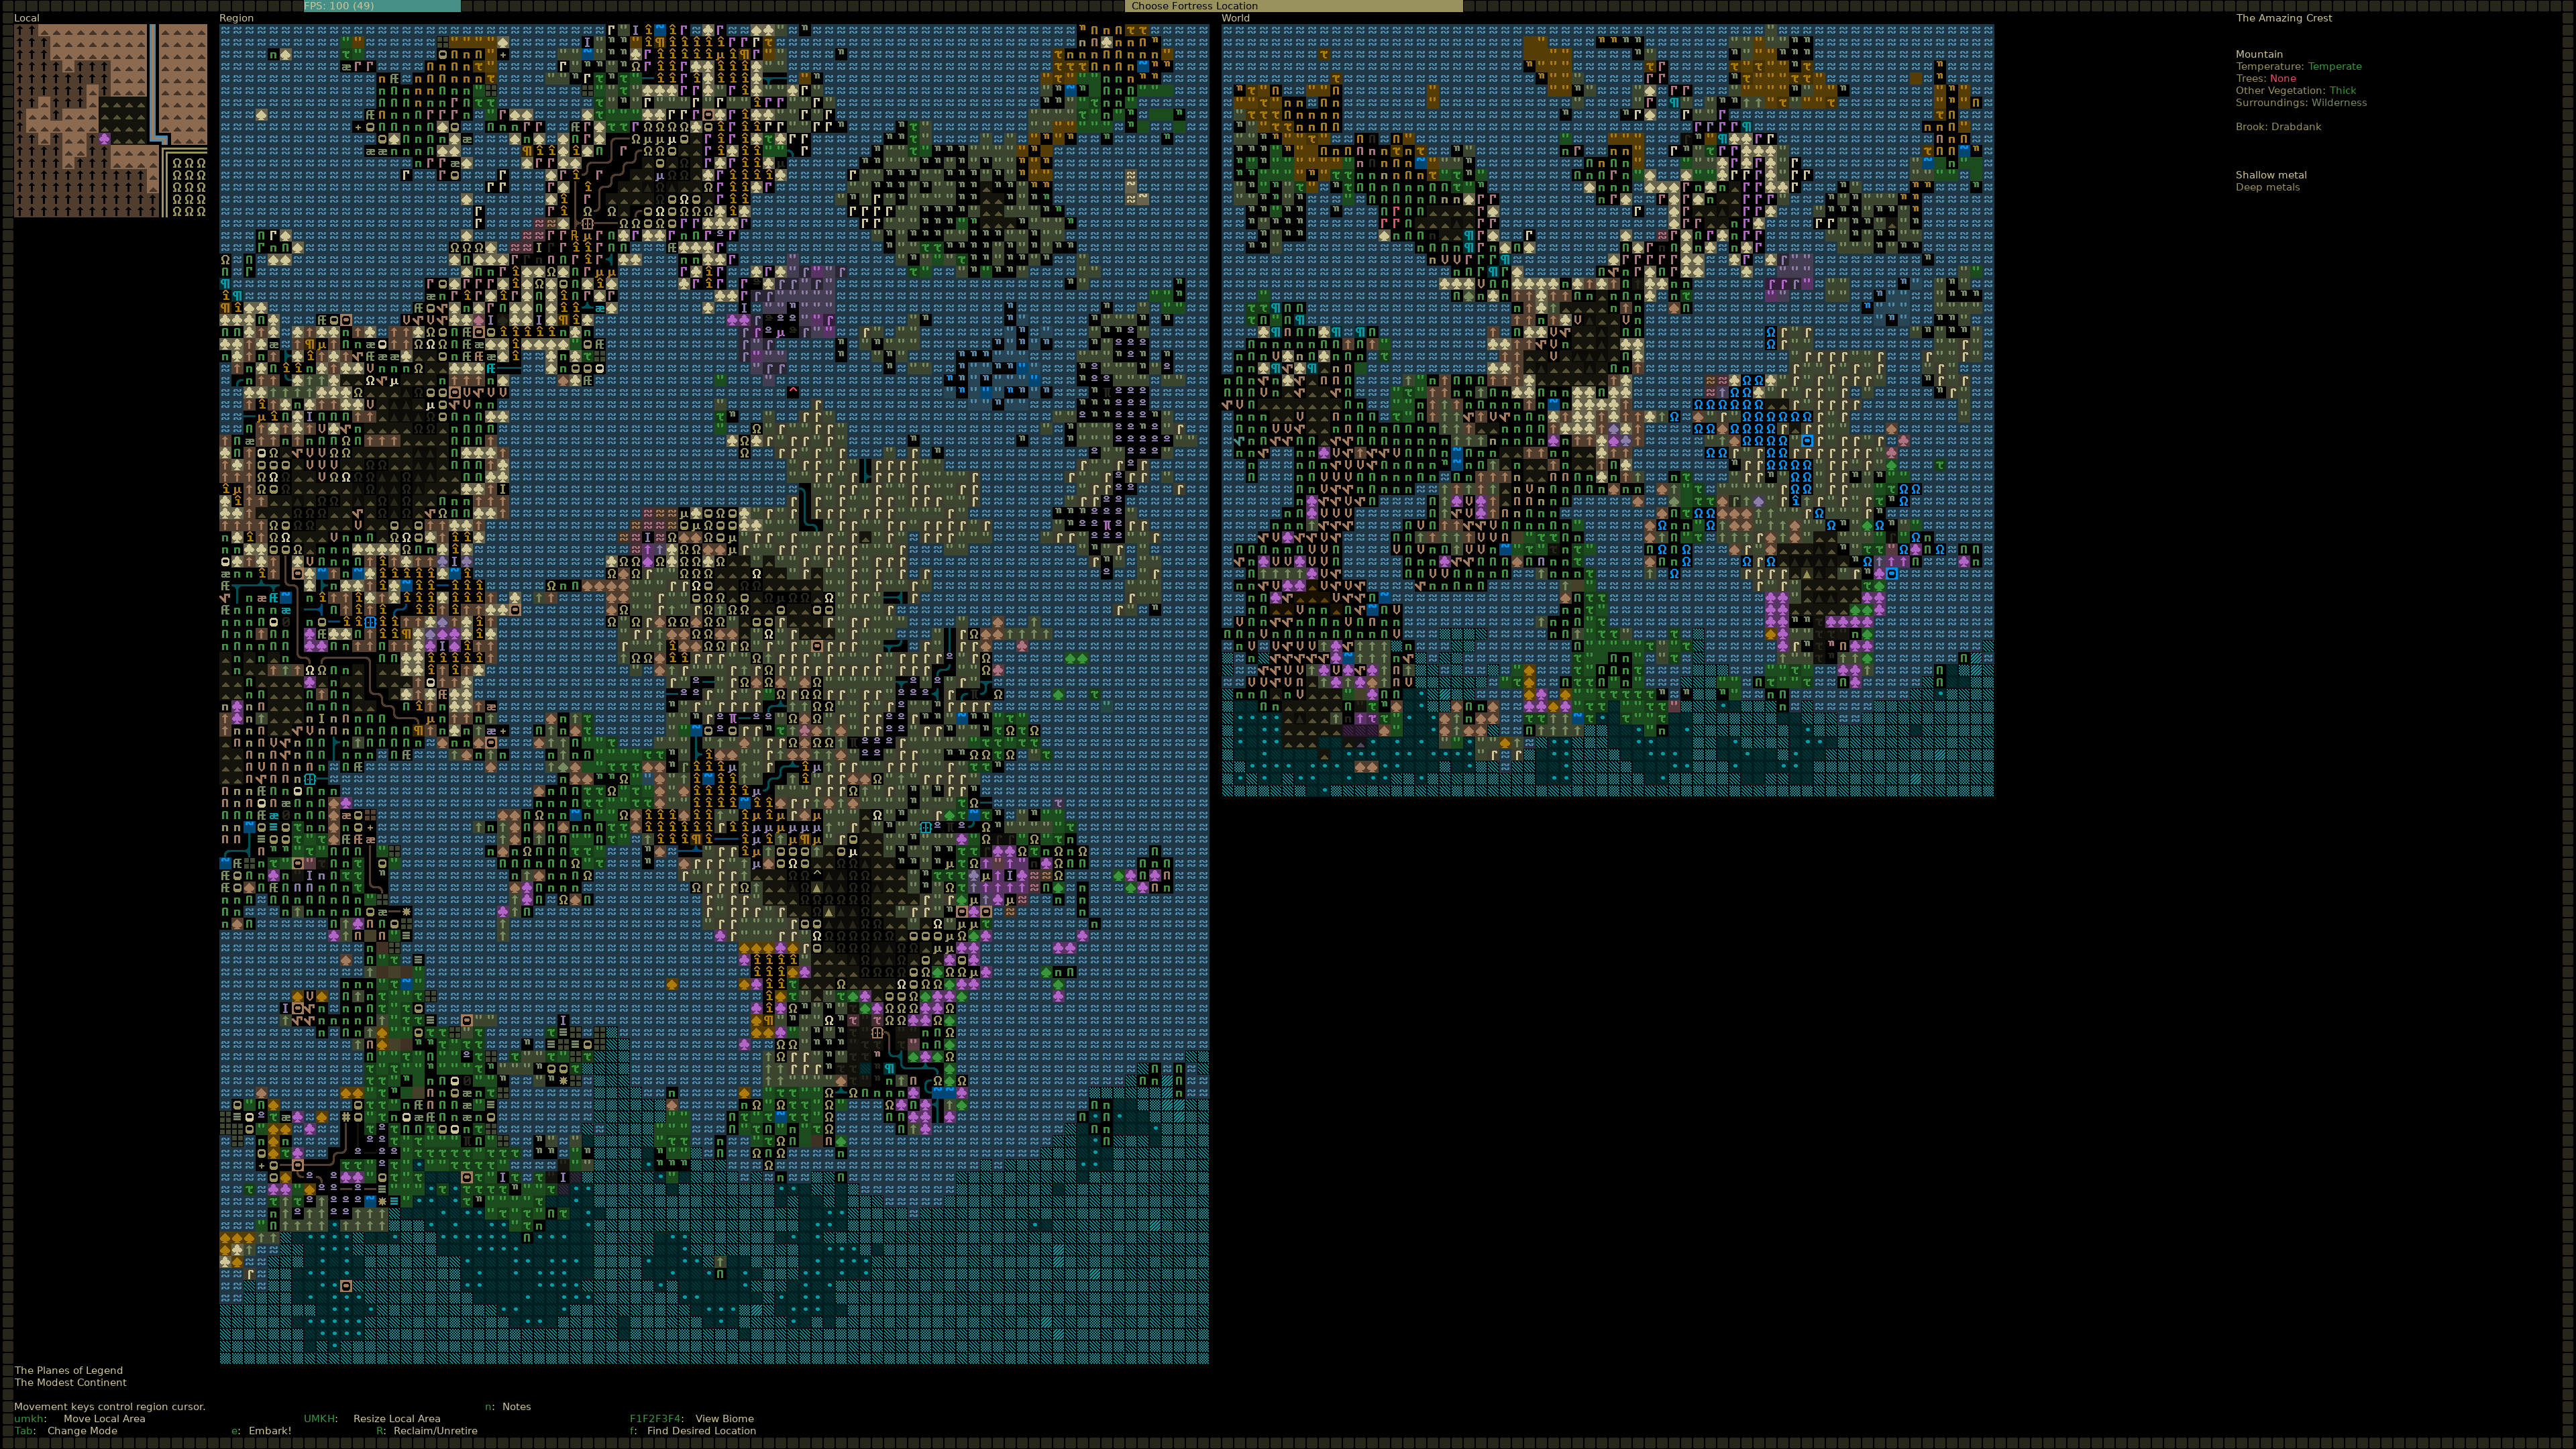 FPS: 100 (49)
Choose Fortress Location
Local
Region
World
The Amazing Crest
Mountain
Temperature: Temperate
Trees: None
Other Vegetation: Thick
Surroundings: Wilderness
Brook: Drabdank
Shallow metal
Deep metals
The Planes of Legend
The Modest Continent
Movement keys control region cursor.
n: Notes
umkh: Move Local Area
UMKH: Resize Local Area
F1F2F3F4: View Biome
Tab: Change Mode
e: Embark!
R: Reclaim/Unretire
f: Find Desired Location